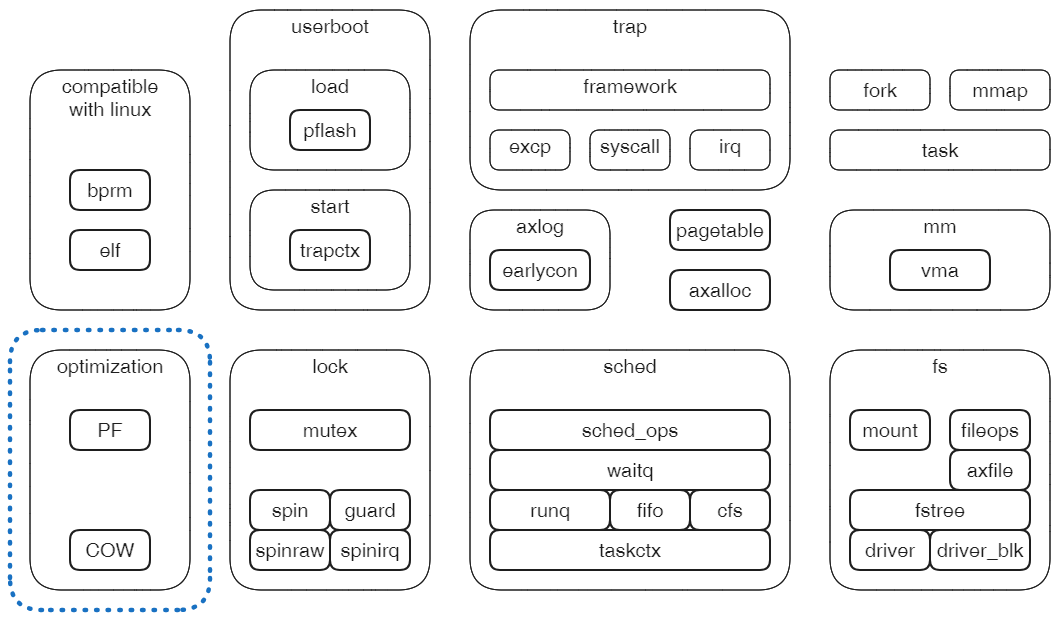 compatible
with linux
bprm
elf
userboot
load
pflash
start
trapctx
trap
framework
excp
syscall
irq
fork
mmap
task
axlog
earlycon
pagetable
axalloc
mm
vma
optimization
PF
COW
lock
mutex
spin
guard
spinraw
spinirq
sched
sched_ops
waitq
runq
fifo
cfs
taskctx
fs
mount
fileops
axfile
fstree
driver
driver_blk